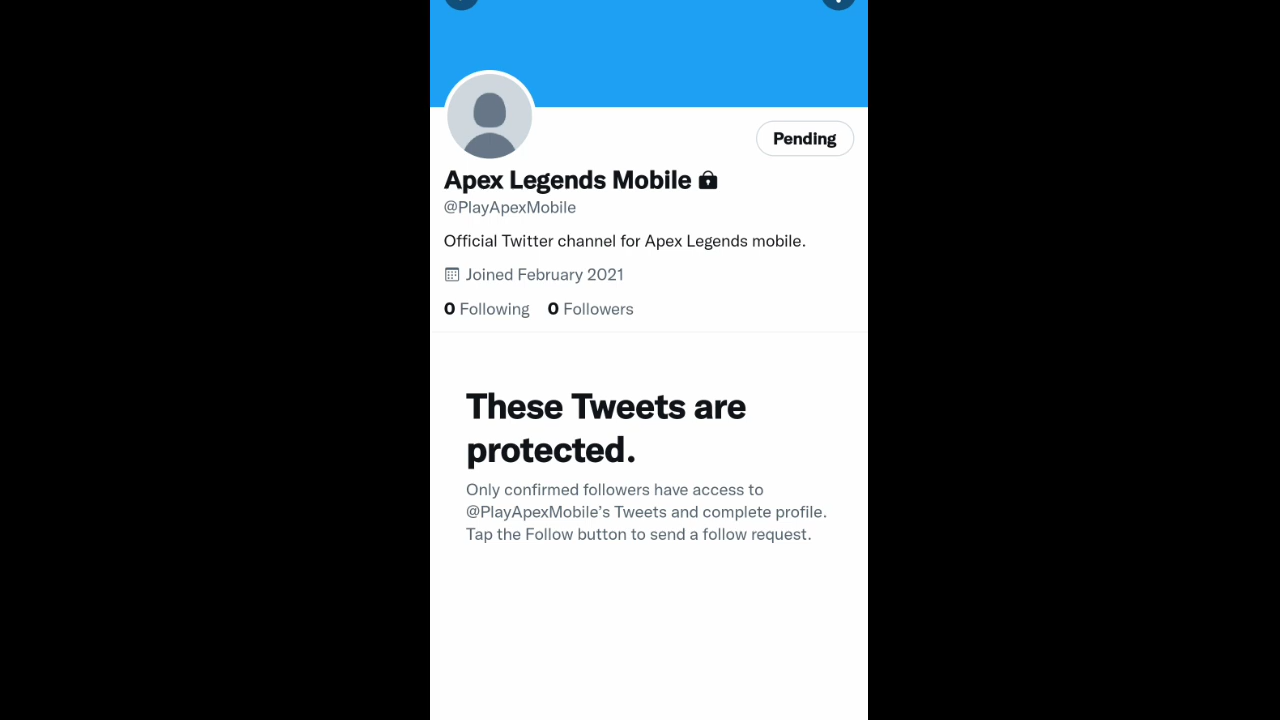 Pending
Apex Legends Mobile
@PlayApexMobile
Official Twitter channel for Apex Legends mobile.
Joined February 2021
0 Following 0 Followers
These Tweets are
protected.
Only confirmed followers have access to
@PlayApexMobile’s Tweets and complete profile.
Tap the Follow button to send a follow request.